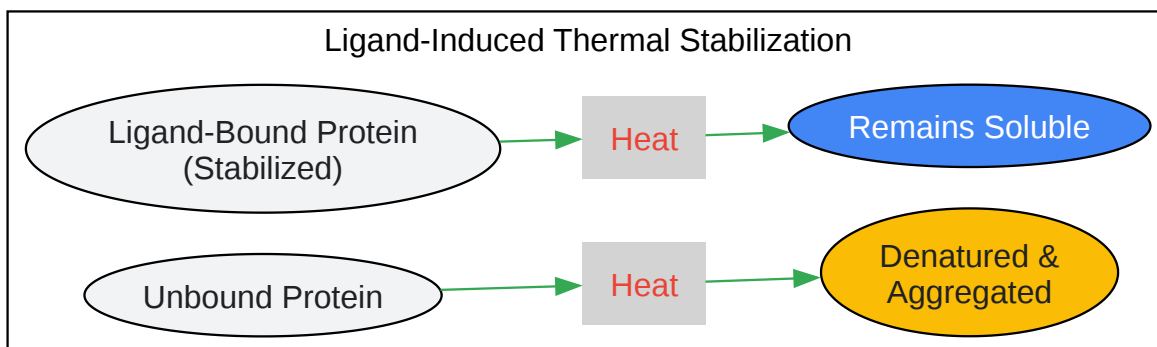 Ligand-Induced Thermal Stabilization
Ligand-Bound Protein
(Stabilized)
Heat
Remains Soluble
Unbound Protein
Heat
Denatured &
Aggregated